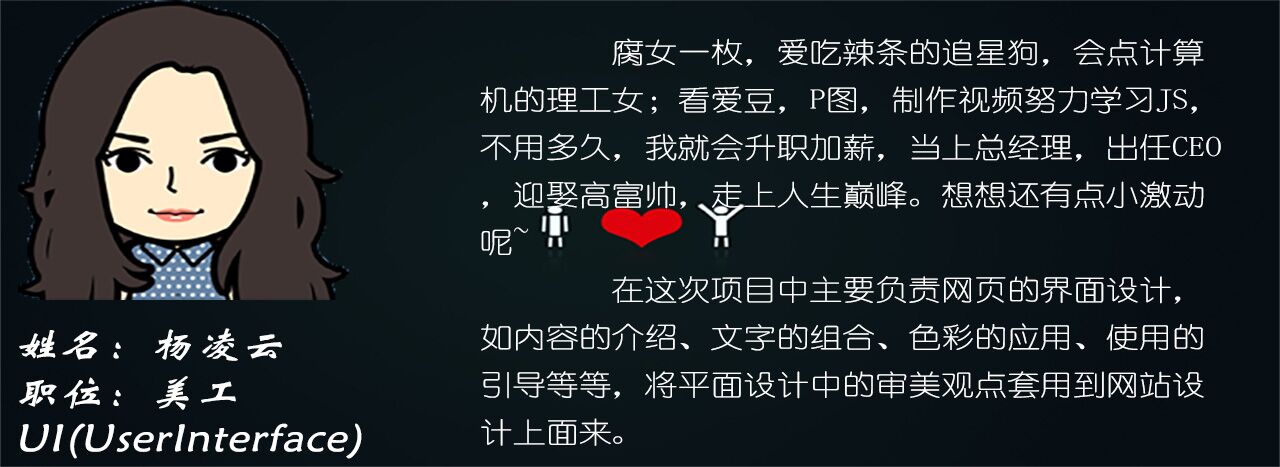 腐女一枚，爱吃辣条的追星狗，会点计算
机的理工女；看爱豆，P图，制作视频努力学习JS，
不用多久，我就会升职加薪，当上总经理，出任CEO
，迎娶高富帅，走上人生巅峰。想想还有点小激动
呢~
在这次项目中主要负责网页的界面设计，
如内容的介绍、文字的组合、色彩的应用、使用的
引导等等，将平面设计中的审美观点套用到网站设
计上面来。
姓名：杨凌云
职位：美工
UI(UserInterface)